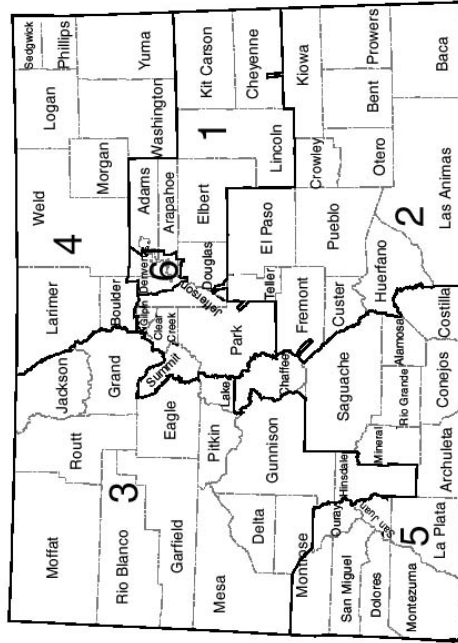 Moffat
Routt
Jackson
Larimer
Weld
Logan
Sedgwick
Phillips
Rio Blanco
3
Grand
Boulder
4
Morgan
Yuma
Washington
Garfield
Eagle
Summit
Gilpin
Clear
Creek
Denver
Adams
Arapahoe
6
Jefferson
Mesa
Pitkin
Lake
Park
Douglas
Elbert
1
Kit Carson
Lincoln
Cheyenne
Delta
Gunnison
Chaffee
Teller
El Paso
Montrose
Ouray
Hinsdale
Saguache
Fremont
Custer
Pueblo
Crowley
Kiowa
San Miguel
Dolores
San Juan
Mineral
Rio Grande
Alamosa
Huerfano
Otero
Bent
Prowers
Montezuma
La Plata
5
Archuleta
Conejos
Costilla
2
Las Animas
Baca